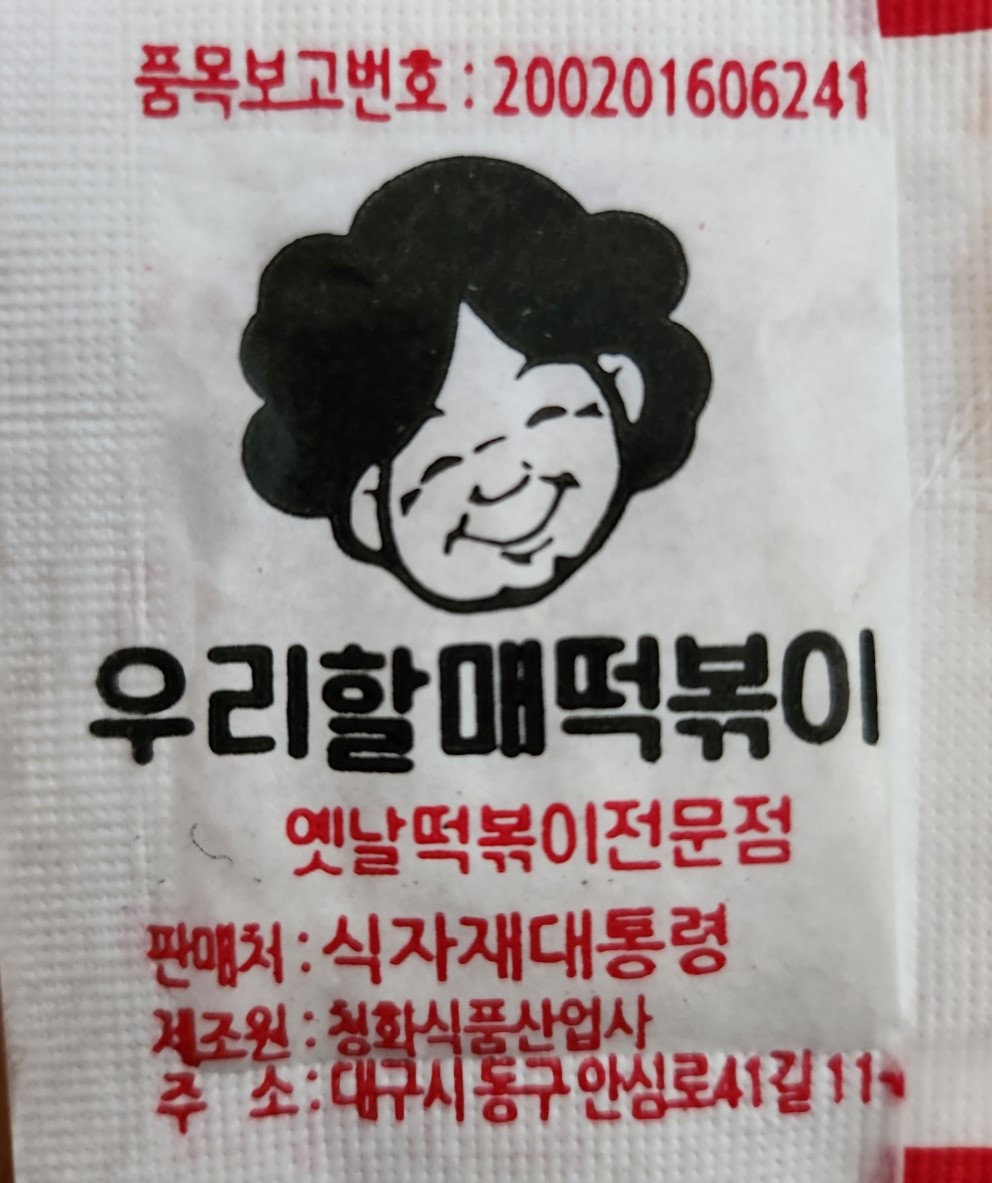 품목보고번호 : 200201606241
우리할매떡볶이
옛날떡볶이전문점
판매처 : 식자재대통령
제조원 : 청화식품산업사
주 소 : 대구시 동구 안심로41길 11